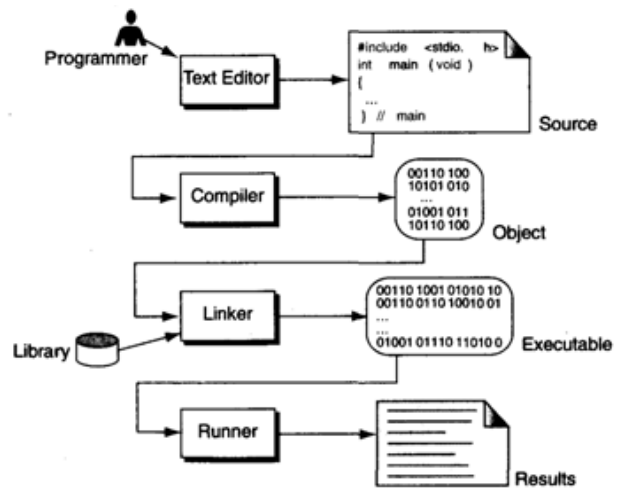 Programmer
Text Editor
#include <stdio. h>
int main (void)
{
...
} // main
Source
Compiler
00110 100
10101 010
...
01001 011
10110 100
Object
Linker
00110 1001 01010 10
00110 0110 10010 01
...
...
01001 01110 11010 0
Library
Executable
Runner
Results